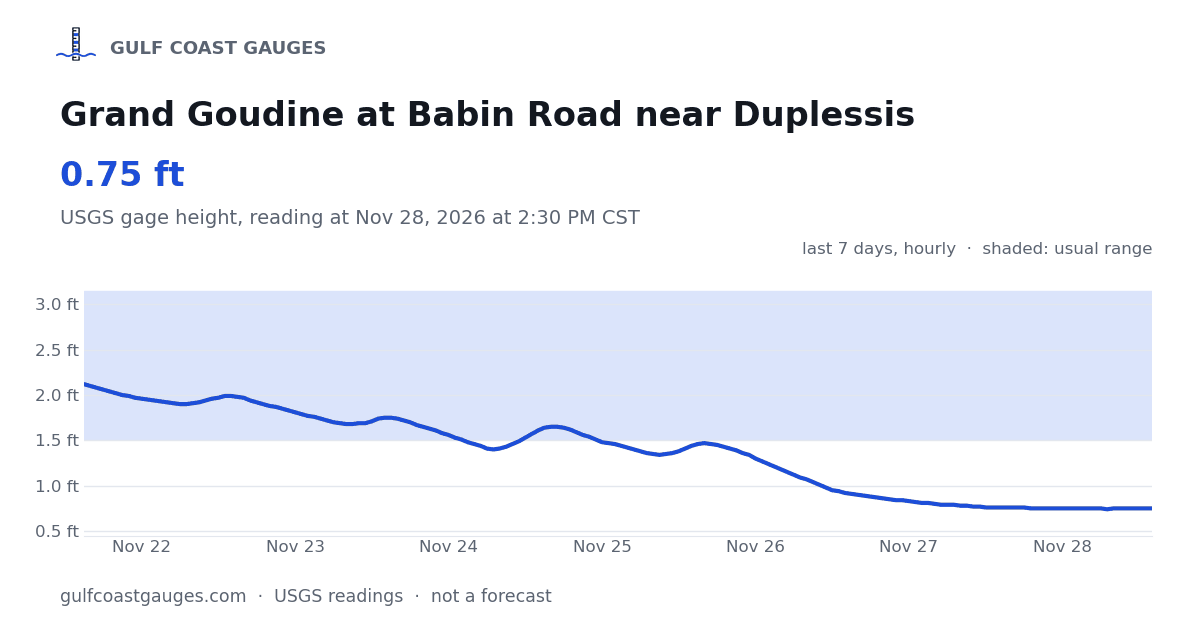 GULF COAST GAUGES
Grand Goudine at Babin Road near Duplessis
0.75 ft
USGS gage height, reading at Nov 28, 2026 at 2:30 PM CST
last 7 days, hourly · shaded: usual range
3.0 ft
2.5 ft
2.0 ft
1.5 ft
1.0 ft
0.5 ft
Nov 22 Nov 23 Nov 24 Nov 25 Nov 26 Nov 27 Nov 28
gulfcoastgauges.com · USGS readings · not a forecast